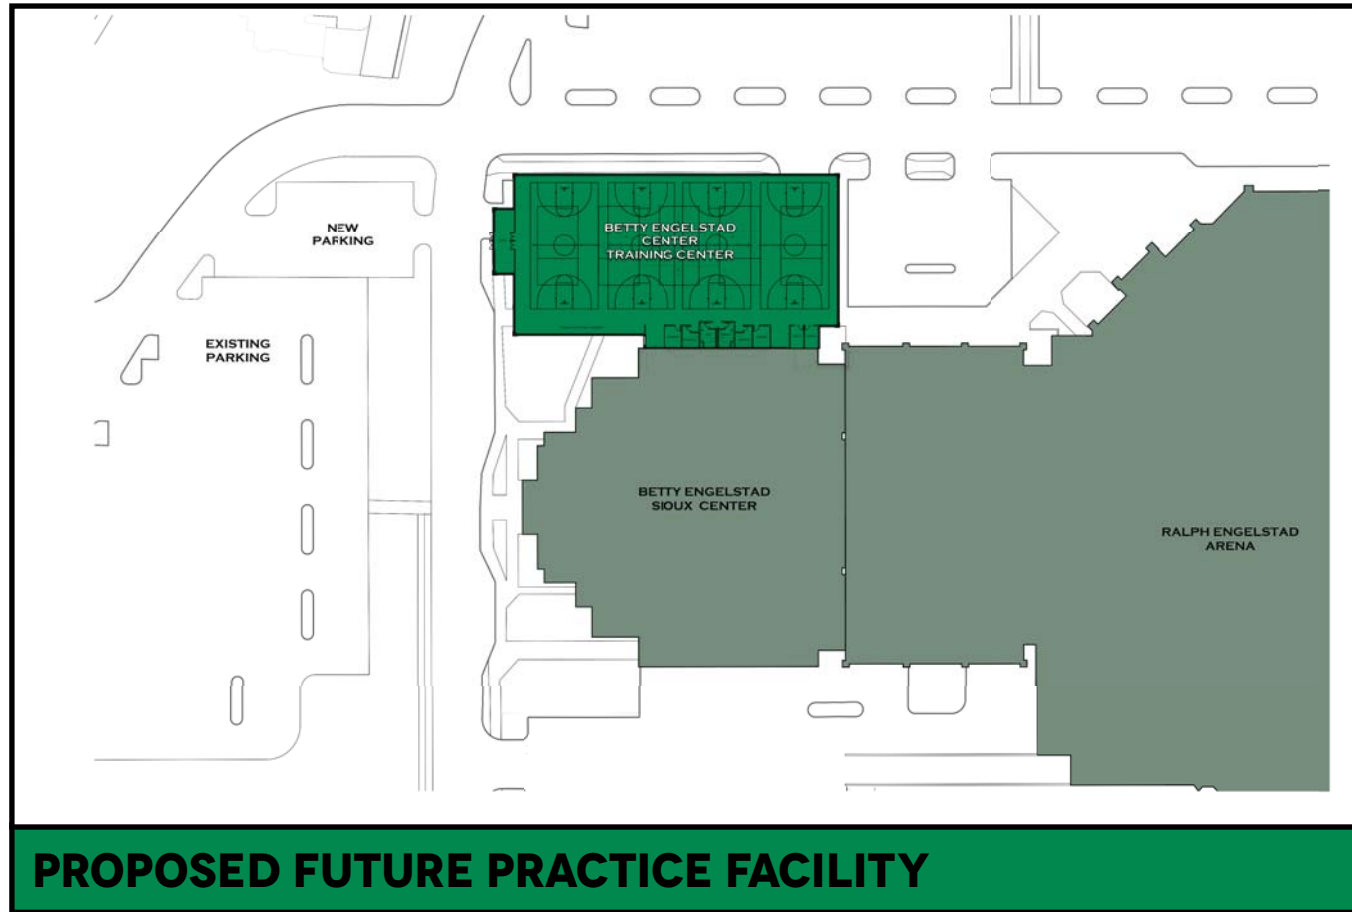 NEW
PARKING
BETTY ENGELSTAD
CENTER
TRAINING CENTER
EXISTING
PARKING
BETTY ENGELSTAD
SIOUX CENTER
RALPH ENGELSTAD
ARENA
PROPOSED FUTURE PRACTICE FACILITY